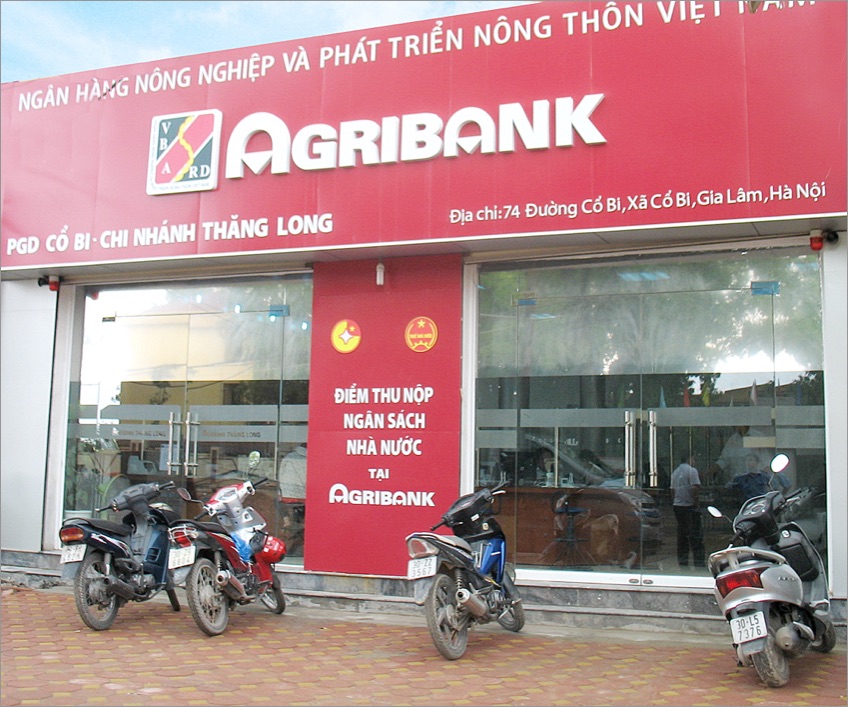 NGÂN HÀNG NÔNG NGHIỆP VÀ PHÁT TRIỂN NÔNG THÔN VIỆT NAM
VBARD
AGRIBANK
PGD CỔ BI - CHI NHÁNH THĂNG LONG
Địa chỉ: 74 Đường Cổ Bi, Xã Cổ Bi, Gia Lâm, Hà Nội
ĐIỂM THU NỘP
NGÂN SÁCH
NHÀ NƯỚC
TẠI
AGRIBANK
30-L5
7376